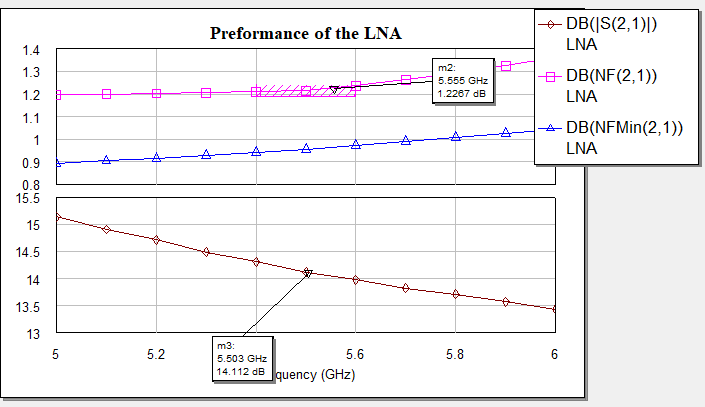 Preformance of the LNA
DB(|S(2,1)|)
LNA
DB(NF(2,1))
LNA
DB(NFMin(2,1))
LNA
1.4
1.3
1.2
1.1
1
0.9
0.8
m2:
5.555 GHz
1.2267 dB
15.5
15
14.5
14
13.5
13
m3:
5.503 GHz
14.112 dB
5
5.2
5.6
5.8
6
quency (GHz)